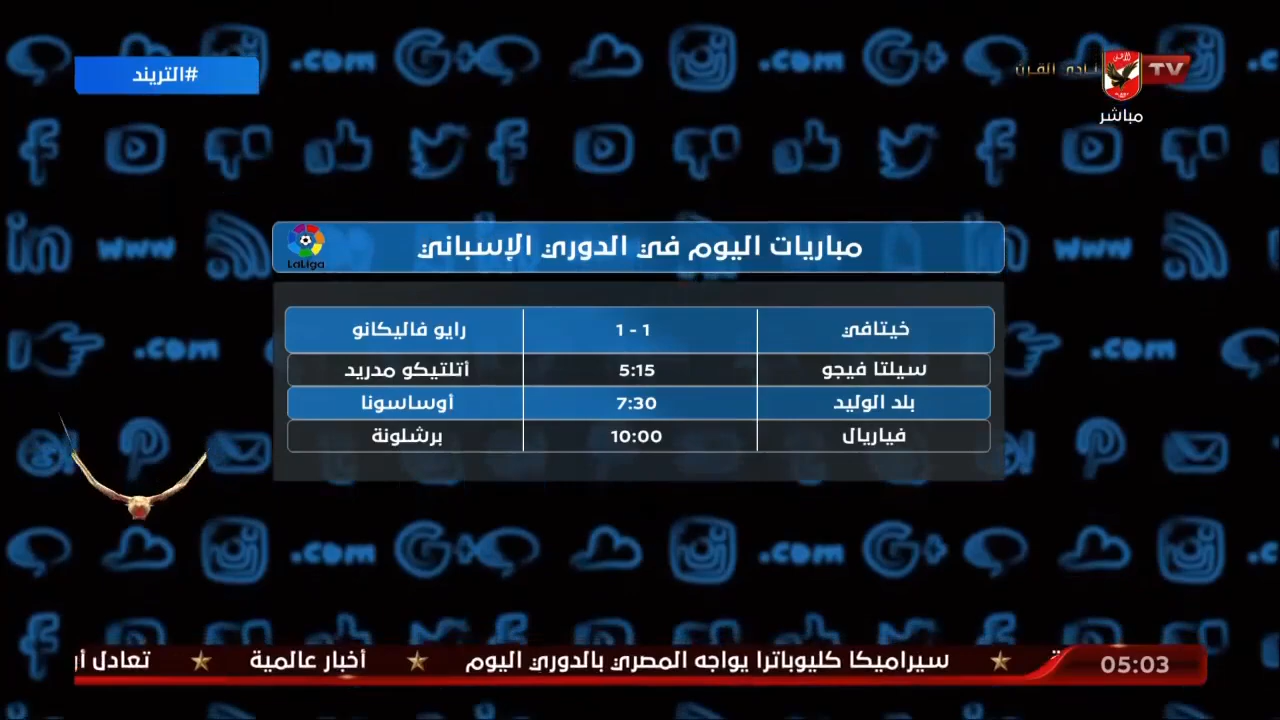 #التريند
نادي القرن
TV
مباشر
مباريات اليوم في الدوري الإسباني
LaLiga
خيتافي 1 - 1 رايو فاليكانو
سيلتا فيجو 5:15 أتلتيكو مدريد
بلد الوليد 7:30 أوساسونا
فياريال 10:00 برشلونة
05:03
سيراميكا كليوباترا يواجه المصري بالدوري اليوم ★ أخبار عالمية ★ تعادل